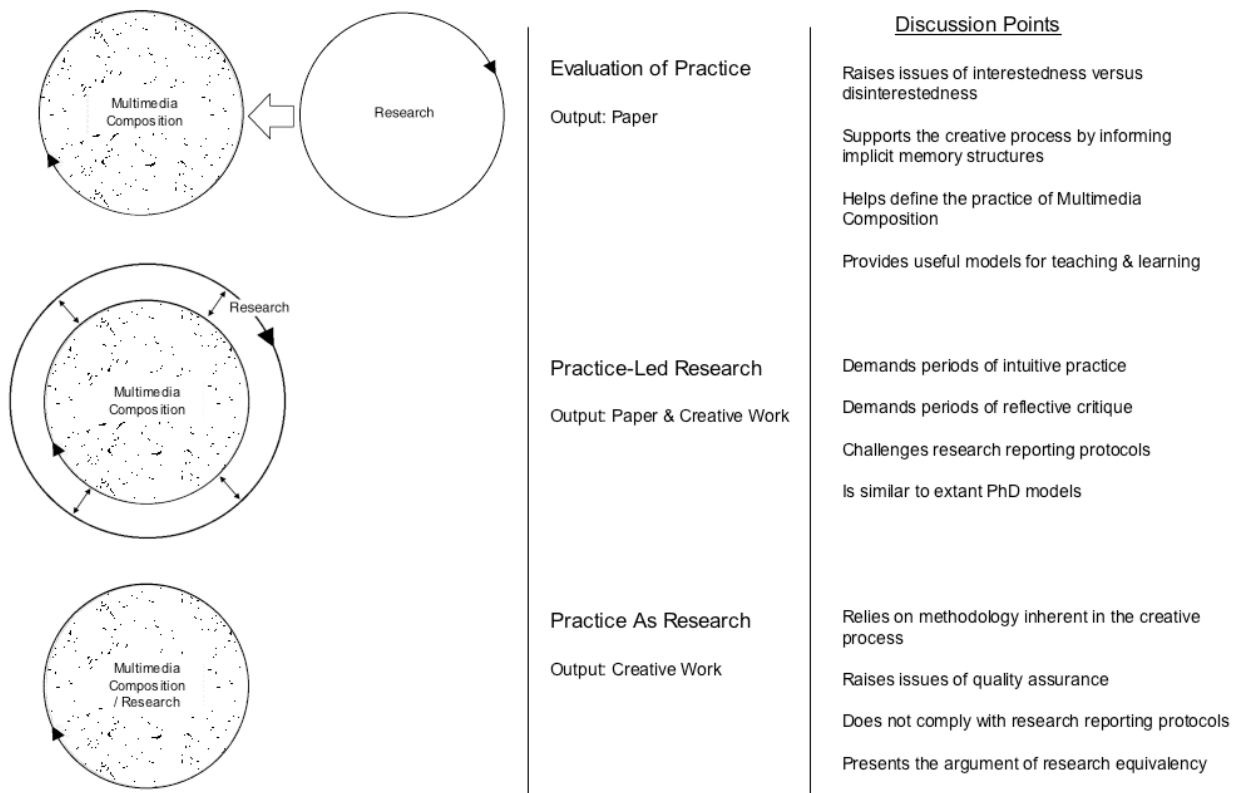 Multimedia
Composition
Research
Evaluation of Practice
Output: Paper
Discussion Points
Raises issues of interestedness versus
disinterestedness
Supports the creative process by informing
implicit memory structures
Helps define the practice of Multimedia
Composition
Provides useful models for teaching & learning
Research
Multimedia
Composition
Practice-Led Research
Output: Paper & Creative Work
Demands periods of intuitive practice
Demands periods of reflective critique
Challenges research reporting protocols
Is similar to extant PhD models
Multimedia
Composition
/ Research
Practice As Research
Output: Creative Work
Relies on methodology inherent in the creative
process
Raises issues of quality assurance
Does not comply with research reporting protocols
Presents the argument of research equivalency